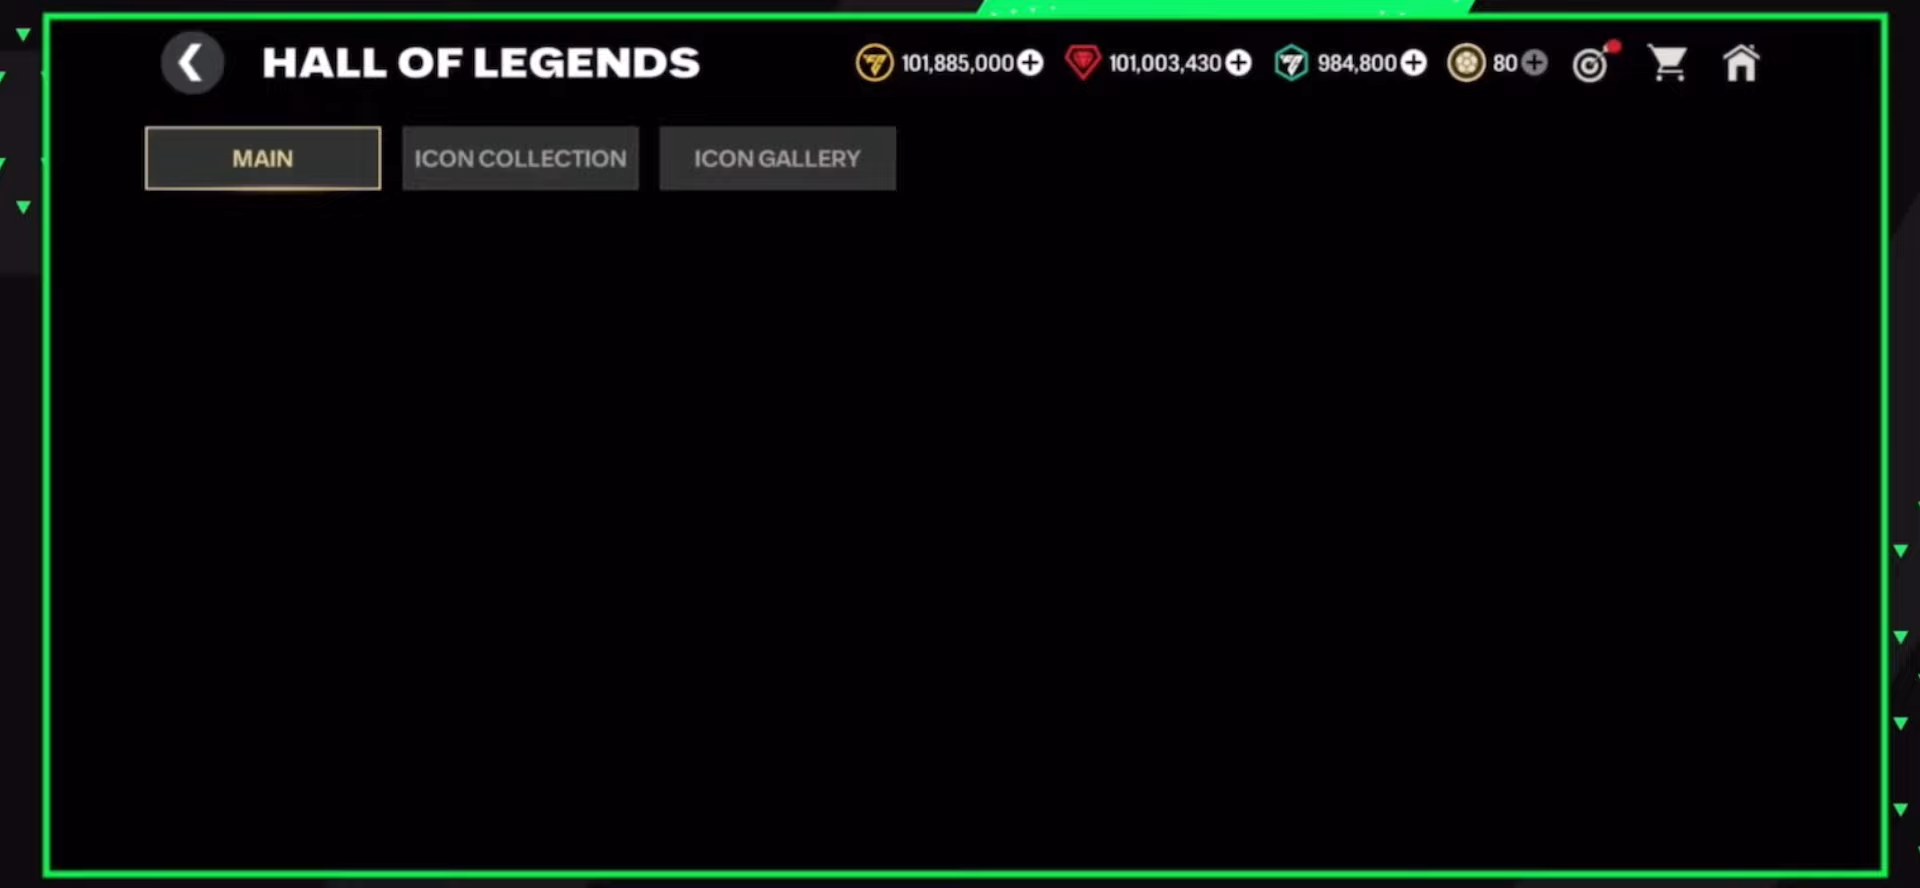 HALL OF LEGENDS
101,885,000
101,003,430
984,800
80
MAIN
ICON COLLECTION
ICON GALLERY